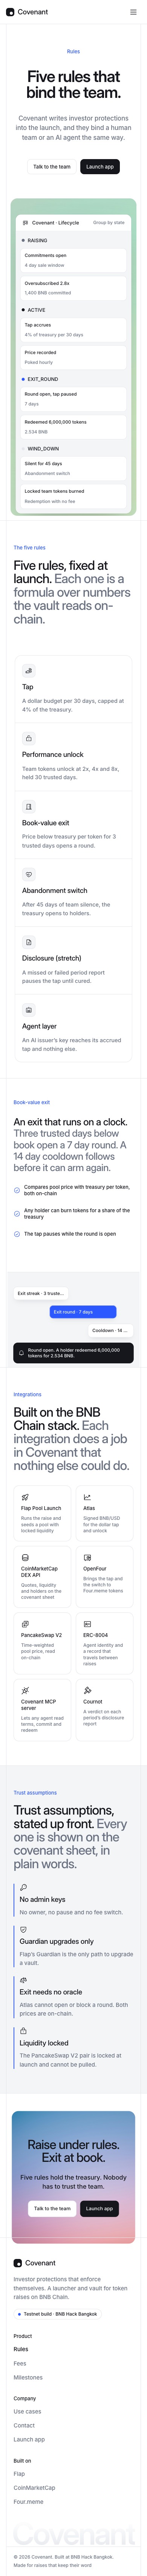 Covenant
Rules
Five rules that
bind the team.
Covenant writes investor protections
into the launch, and they bind a human
team or an AI agent the same way.
Talk to the team
Launch app
Covenant · Lifecycle
Group by state
RAISING
Commitments open
4 day sale window
Oversubscribed 2.8x
1,400 BNB committed
ACTIVE
Tap accrues
4% of treasury per 30 days
Price recorded
Poked hourly
EXIT_ROUND
Round open, tap paused
7 days
Redeemed 6,000,000 tokens
2.534 BNB
WIND_DOWN
Silent for 45 days
Abandonment switch
Locked team tokens burned
Redemption with no fee
The five rules
Five rules, fixed at
launch. Each one is a
formula over numbers
the vault reads on-
chain.
Tap
A dollar budget per 30 days, capped at
4% of the treasury.
Performance unlock
Team tokens unlock at 2x, 4x and 8x,
held 30 trusted days.
Book-value exit
Price below treasury per token for 3
trusted days opens a round.
Abandonment switch
After 45 days of team silence, the
treasury opens to holders.
Disclosure (stretch)
A missed or failed period report
pauses the tap until cured.
Agent layer
An AI issuer's key reaches its accrued
tap and nothing else.
Book-value exit
An exit that runs on a clock.
Three trusted days below
book open a 7 day round. A
14 day cooldown follows
before it can arm again.
Compares pool price with treasury per token,
both on-chain
Any holder can burn tokens for a share of the
treasury
The tap pauses while the round is open
Exit streak · 3 truste...
Exit round · 7 days
Cooldown · 14 ...
Round open. A holder redeemed 6,000,000
tokens for 2.534 BNB.
Integrations
Built on the BNB
Chain stack. Each
integration does a job
in Covenant that
nothing else could do.
Flap Pool Launch
Runs the raise and
seeds a pool with
locked liquidity
Atlas
Signed BNB/USD
for the dollar tap
and unlock
CoinMarketCap
DEX API
Quotes, liquidity
and holders on the
covenant sheet
OpenFour
Brings the tap and
the switch to
Four.meme tokens
PancakeSwap V2
Time-weighted
pool price, read
on-chain
ERC-8004
Agent identity and
a record that
travels between
raises
Covenant MCP
server
Lets any agent read
terms, commit and
redeem
Cournot
A verdict on each
period's disclosure
report
Trust assumptions
Trust assumptions,
stated up front. Every
one is shown on the
covenant sheet, in
plain words.
No admin keys
No owner, no pause and no fee switch.
Guardian upgrades only
Flap's Guardian is the only path to upgrade
a vault.
Exit needs no oracle
Atlas cannot open or block a round. Both
prices are on-chain.
Liquidity locked
The PancakeSwap V2 pair is locked at
launch and cannot be pulled.
Raise under rules.
Exit at book.
Five rules hold the treasury. Nobody
has to trust the team.
Talk to the team
Launch app
Covenant
Investor protections that enforce
themselves. A launcher and vault for token
raises on BNB Chain.
Testnet build · BNB Hack Bangkok
Product
Rules
Fees
Milestones
Company
Use cases
Contact
Launch app
Built on
Flap
CoinMarketCap
Four.meme
Covenant
© 2026 Covenant. Built at BNB Hack Bangkok.
Made for raises that keep their word